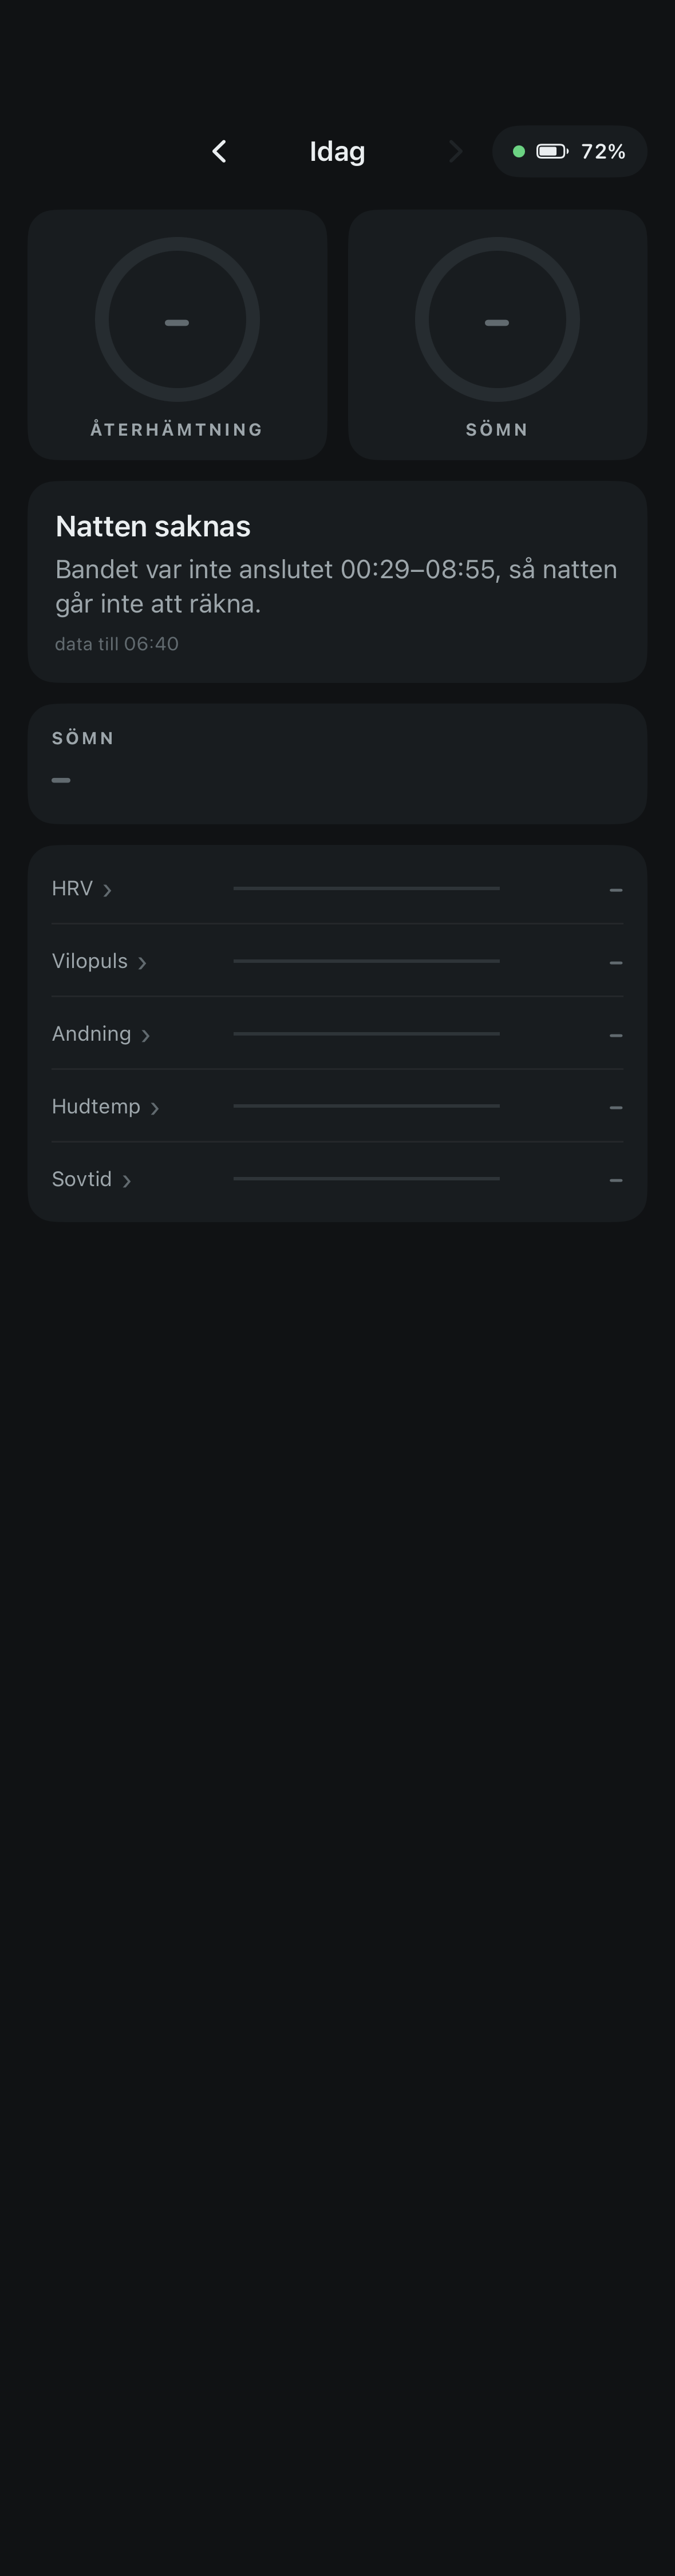 Idag
72%
ÅTERHÄMTNING
SÖMN
Natten saknas
Bandet var inte anslutet 00:29–08:55, så natten
går inte att räkna.
data till 06:40
SÖMN
–
HRV –
Vilopuls –
Andning –
Hudtemp –
Sovtid –